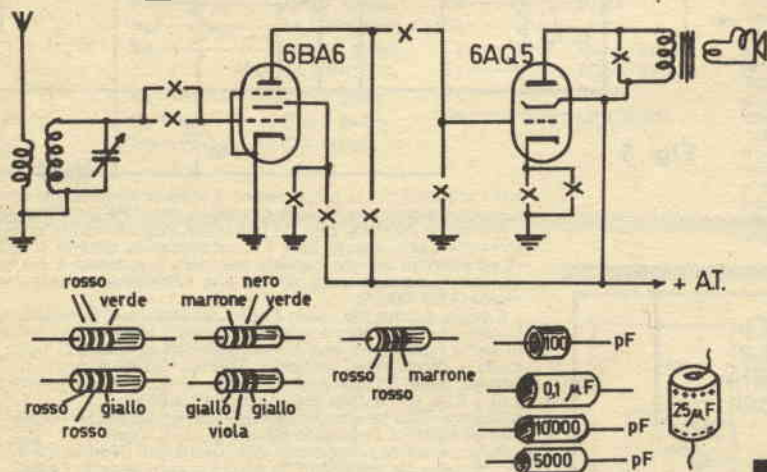 6BA6
6AQ5
+ A.T.
rosso
verde
nero
marrone
verde
rosso
giallo
rosso
giallo
giallo
viola
rosso
marrone
rosso
100 pF
0,1 µF
10000 pF
5000 pF
25µF